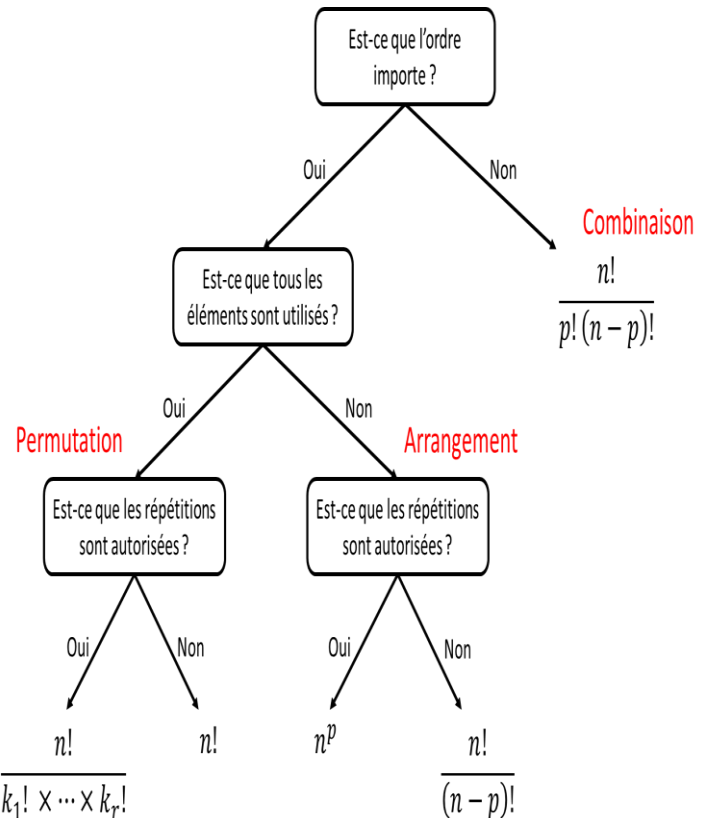 Est-ce que l'ordre
importe ?
Oui
Non
Combinaison
n!
p! (n − p)!
Est-ce que tous les
éléments sont utilisés ?
Oui
Non
Permutation
Arrangement
Est-ce que les répétitions
sont autorisées ?
Est-ce que les répétitions
sont autorisées ?
Oui
Non
Oui
Non
n!
k₁! × ⋯ × kᵣ!
n!
nᵖ
n!
(n − p)!